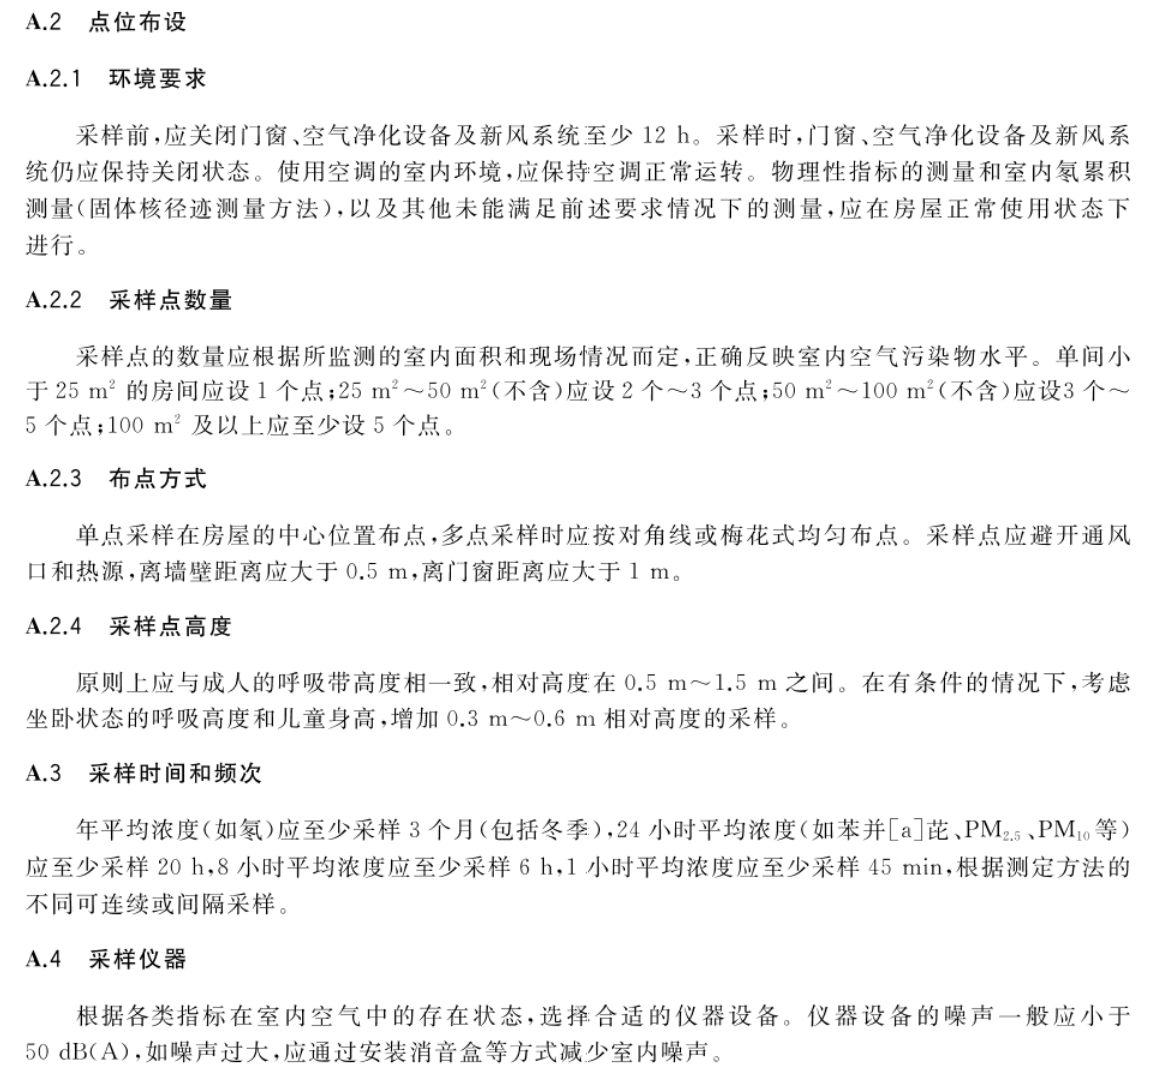 A.2 点位布设
A.2.1 环境要求
采样前,应关闭门窗、空气净化设备及新风系统至少 12 h。采样时,门窗、空气净化设备及新风系
统仍应保持关闭状态。使用空调的室内环境,应保持空调正常运转。物理性指标的测量和室内氡累积
测量(固体核径迹测量方法),以及其他未能满足前述要求情况下的测量,应在房屋正常使用状态下
进行。
A.2.2 采样点数量
采样点的数量应根据所监测的室内面积和现场情况而定,正确反映室内空气污染物水平。单间小
于 25 m² 的房间应设 1 个点;25 m²～50 m²(不含)应设 2 个～3 个点;50 m²～100 m²(不含)应设3 个～
5 个点;100 m² 及以上应至少设 5 个点。
A.2.3 布点方式
单点采样在房屋的中心位置布点,多点采样时应按对角线或梅花式均匀布点。采样点应避开通风
口和热源,离墙壁距离应大于 0.5 m,离门窗距离应大于 1 m。
A.2.4 采样点高度
原则上应与成人的呼吸带高度相一致,相对高度在 0.5 m～1.5 m 之间。在有条件的情况下,考虑
坐卧状态的呼吸高度和儿童身高,增加 0.3 m～0.6 m 相对高度的采样。
A.3 采样时间和频次
年平均浓度(如氡)应至少采样 3 个月(包括冬季),24 小时平均浓度(如苯并[a]芘、PM₂.₅、PM₁₀等)
应至少采样 20 h,8 小时平均浓度应至少采样 6 h,1 小时平均浓度应至少采样 45 min,根据测定方法的
不同可连续或间隔采样。
A.4 采样仪器
根据各类指标在室内空气中的存在状态,选择合适的仪器设备。仪器设备的噪声一般应小于
50 dB(A),如噪声过大,应通过安装消音盒等方式减少室内噪声。